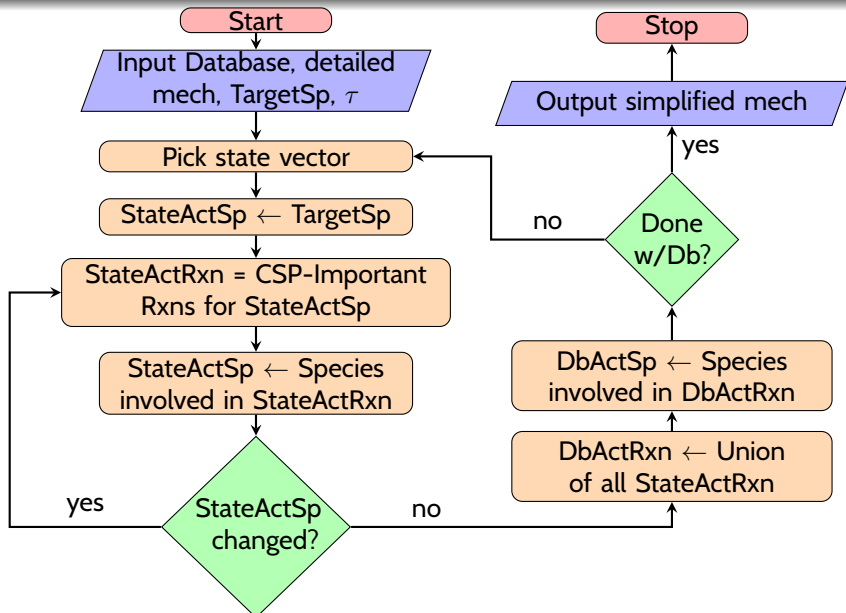 Start
Input Database, detailed
mech, TargetSp, τ
Pick state vector
StateActSp ← TargetSp
StateActRxn = CSP-Important
Rxns for StateActSp
StateActSp ← Species
involved in StateActRxn
StateActSp
changed?
yes
no
DbActRxn ← Union
of all StateActRxn
DbActSp ← Species
involved in DbActRxn
Done
w/Db?
no
yes
Output simplified mech
Stop